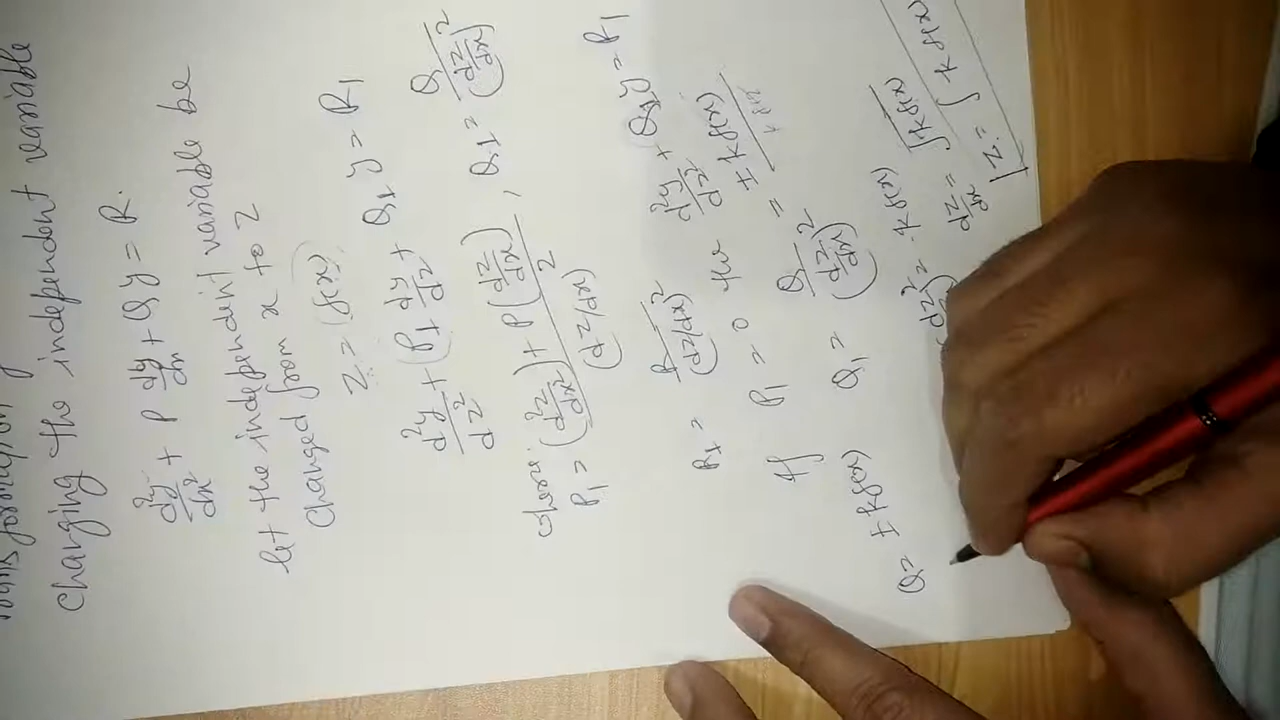 Changing the independent variable
d²y/dx² + P dy/dx + Qy = R
let the independent variable be
changed from x to z
z = f(x)
d²y/dz² + (P₁ dy/dz + Q₁ y = R₁
where
P₁ = (d²z/dx²) + P(dz/dx) / (dz/dx)² , Q₁ = Q/(dz/dx)²
R₁ = R/(dz/dx)²
If P₁ = 0 the d²y/dz² + Q₁y = R₁
Q₁ = Q/(dz/dx)² = ± k f(x)
Q = ± k f(x)
(dz)² = k f(x)
dz/dx = √k f(x)
z = ∫ k f(x)